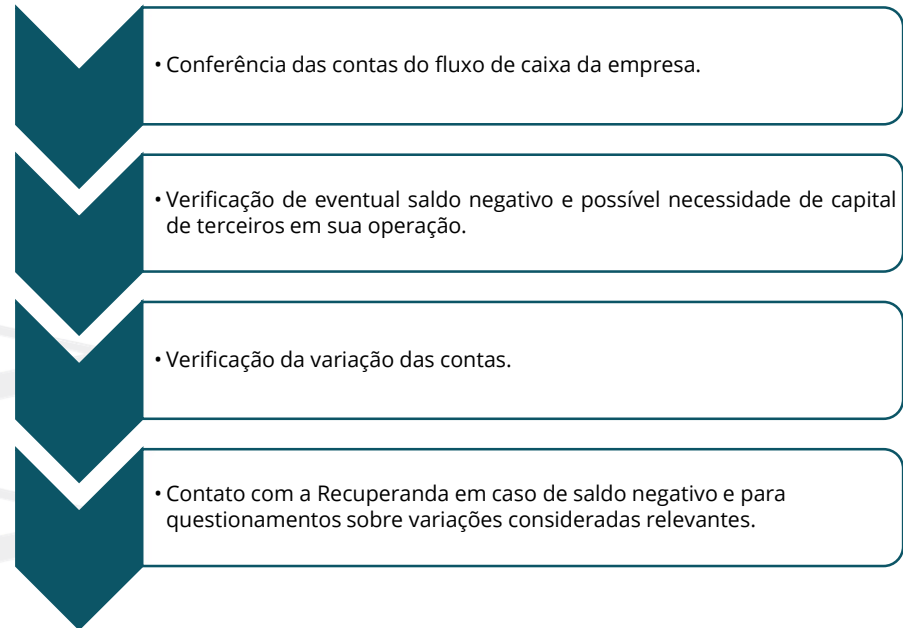 • Conferência das contas do fluxo de caixa da empresa.
• Verificação de eventual saldo negativo e possível necessidade de capital
de terceiros em sua operação.
• Verificação da variação das contas.
• Contato com a Recuperanda em caso de saldo negativo e para
questionamentos sobre variações consideradas relevantes.